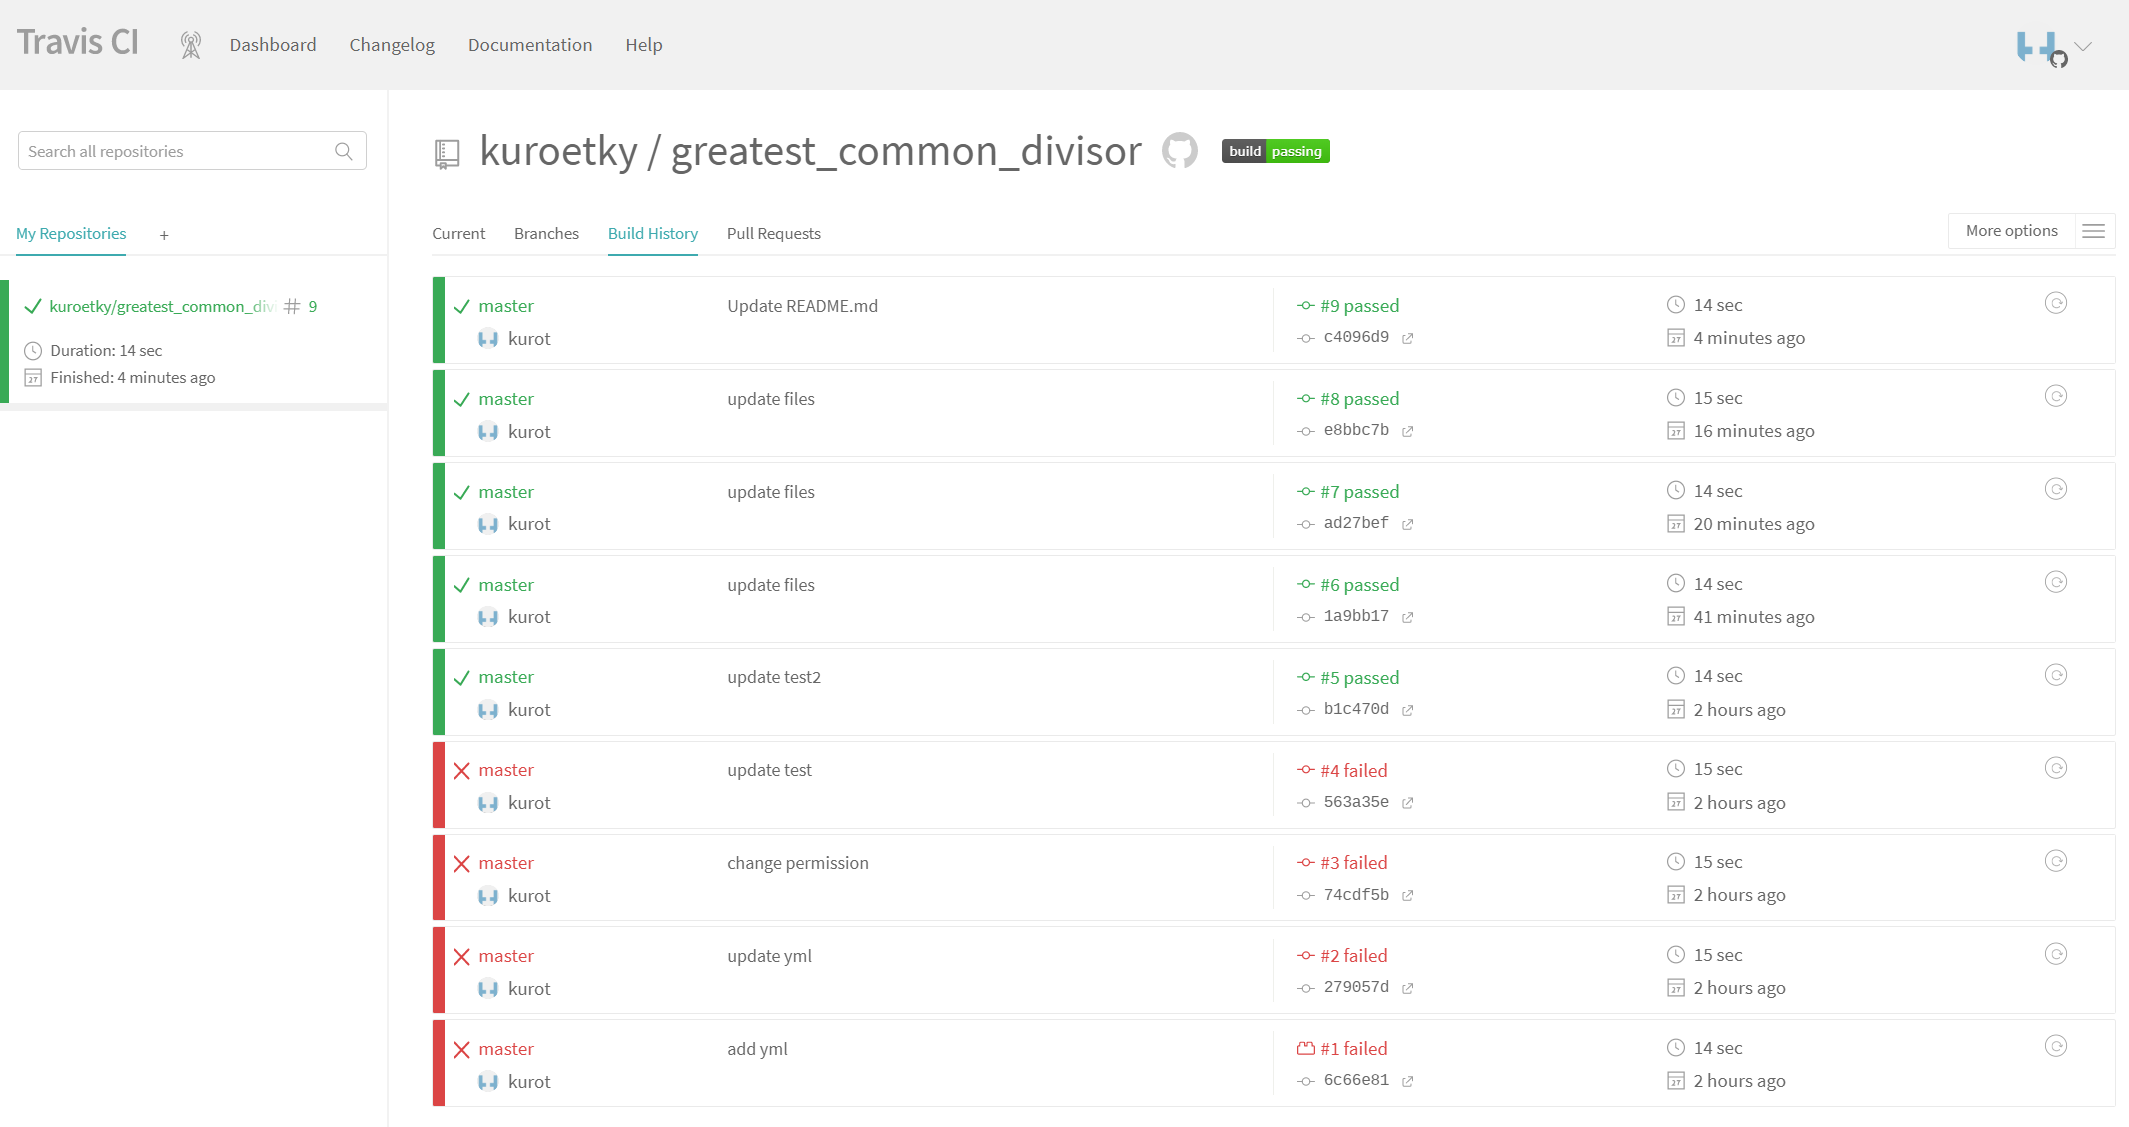 Travis CI
Dashboard Changelog Documentation Help
Search all repositories
My Repositories +
kuroetky/greatest_common_divi # 9
Duration: 14 sec
Finished: 4 minutes ago
kuroetky / greatest_common_divisor build passing
Current Branches Build History Pull Requests More options
master Update README.md #9 passed 14 sec
kurot c4096d9 4 minutes ago
master update files #8 passed 15 sec
kurot e8bbc7b 16 minutes ago
master update files #7 passed 14 sec
kurot ad27bef 20 minutes ago
master update files #6 passed 14 sec
kurot 1a9bb17 41 minutes ago
master update test2 #5 passed 14 sec
kurot b1c470d 2 hours ago
master update test #4 failed 15 sec
kurot 563a35e 2 hours ago
master change permission #3 failed 15 sec
kurot 74cdf5b 2 hours ago
master update yml #2 failed 15 sec
kurot 279057d 2 hours ago
master add yml #1 failed 14 sec
kurot 6c66e81 2 hours ago